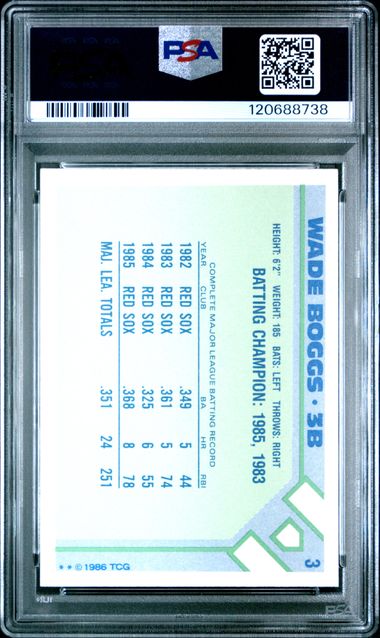 PSA
120688738
3
WADE BOGGS • 3B
HEIGHT: 6'2" WEIGHT: 185 BATS: LEFT THROWS: RIGHT
BATTING CHAMPION: 1985, 1983
COMPLETE MAJOR LEAGUE BATTING RECORD
YEAR CLUB BA HR RBI
1982 RED SOX .349 5 44
1983 RED SOX .361 5 74
1984 RED SOX .325 6 55
1985 RED SOX .368 8 78
MAJ. LEA. TOTALS .351 24 251
* * © 1986 TCG
PSA